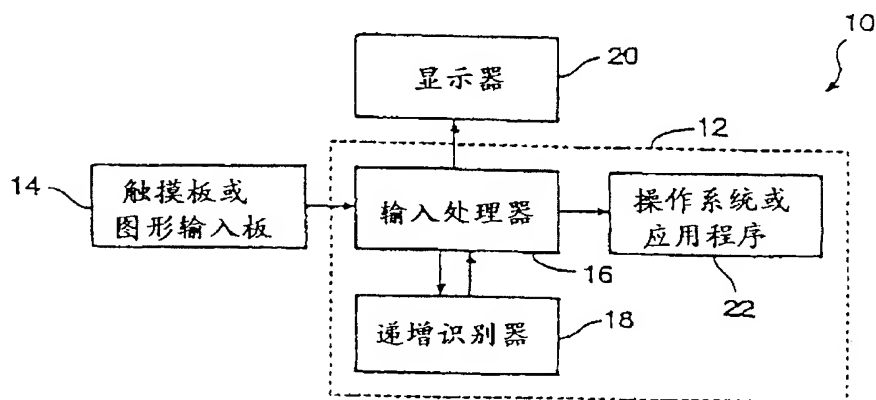 10
显示器
20
12
14
触摸板或
图形输入板
输入处理器
操作系统或
应用程序
16
22
递增识别器
18